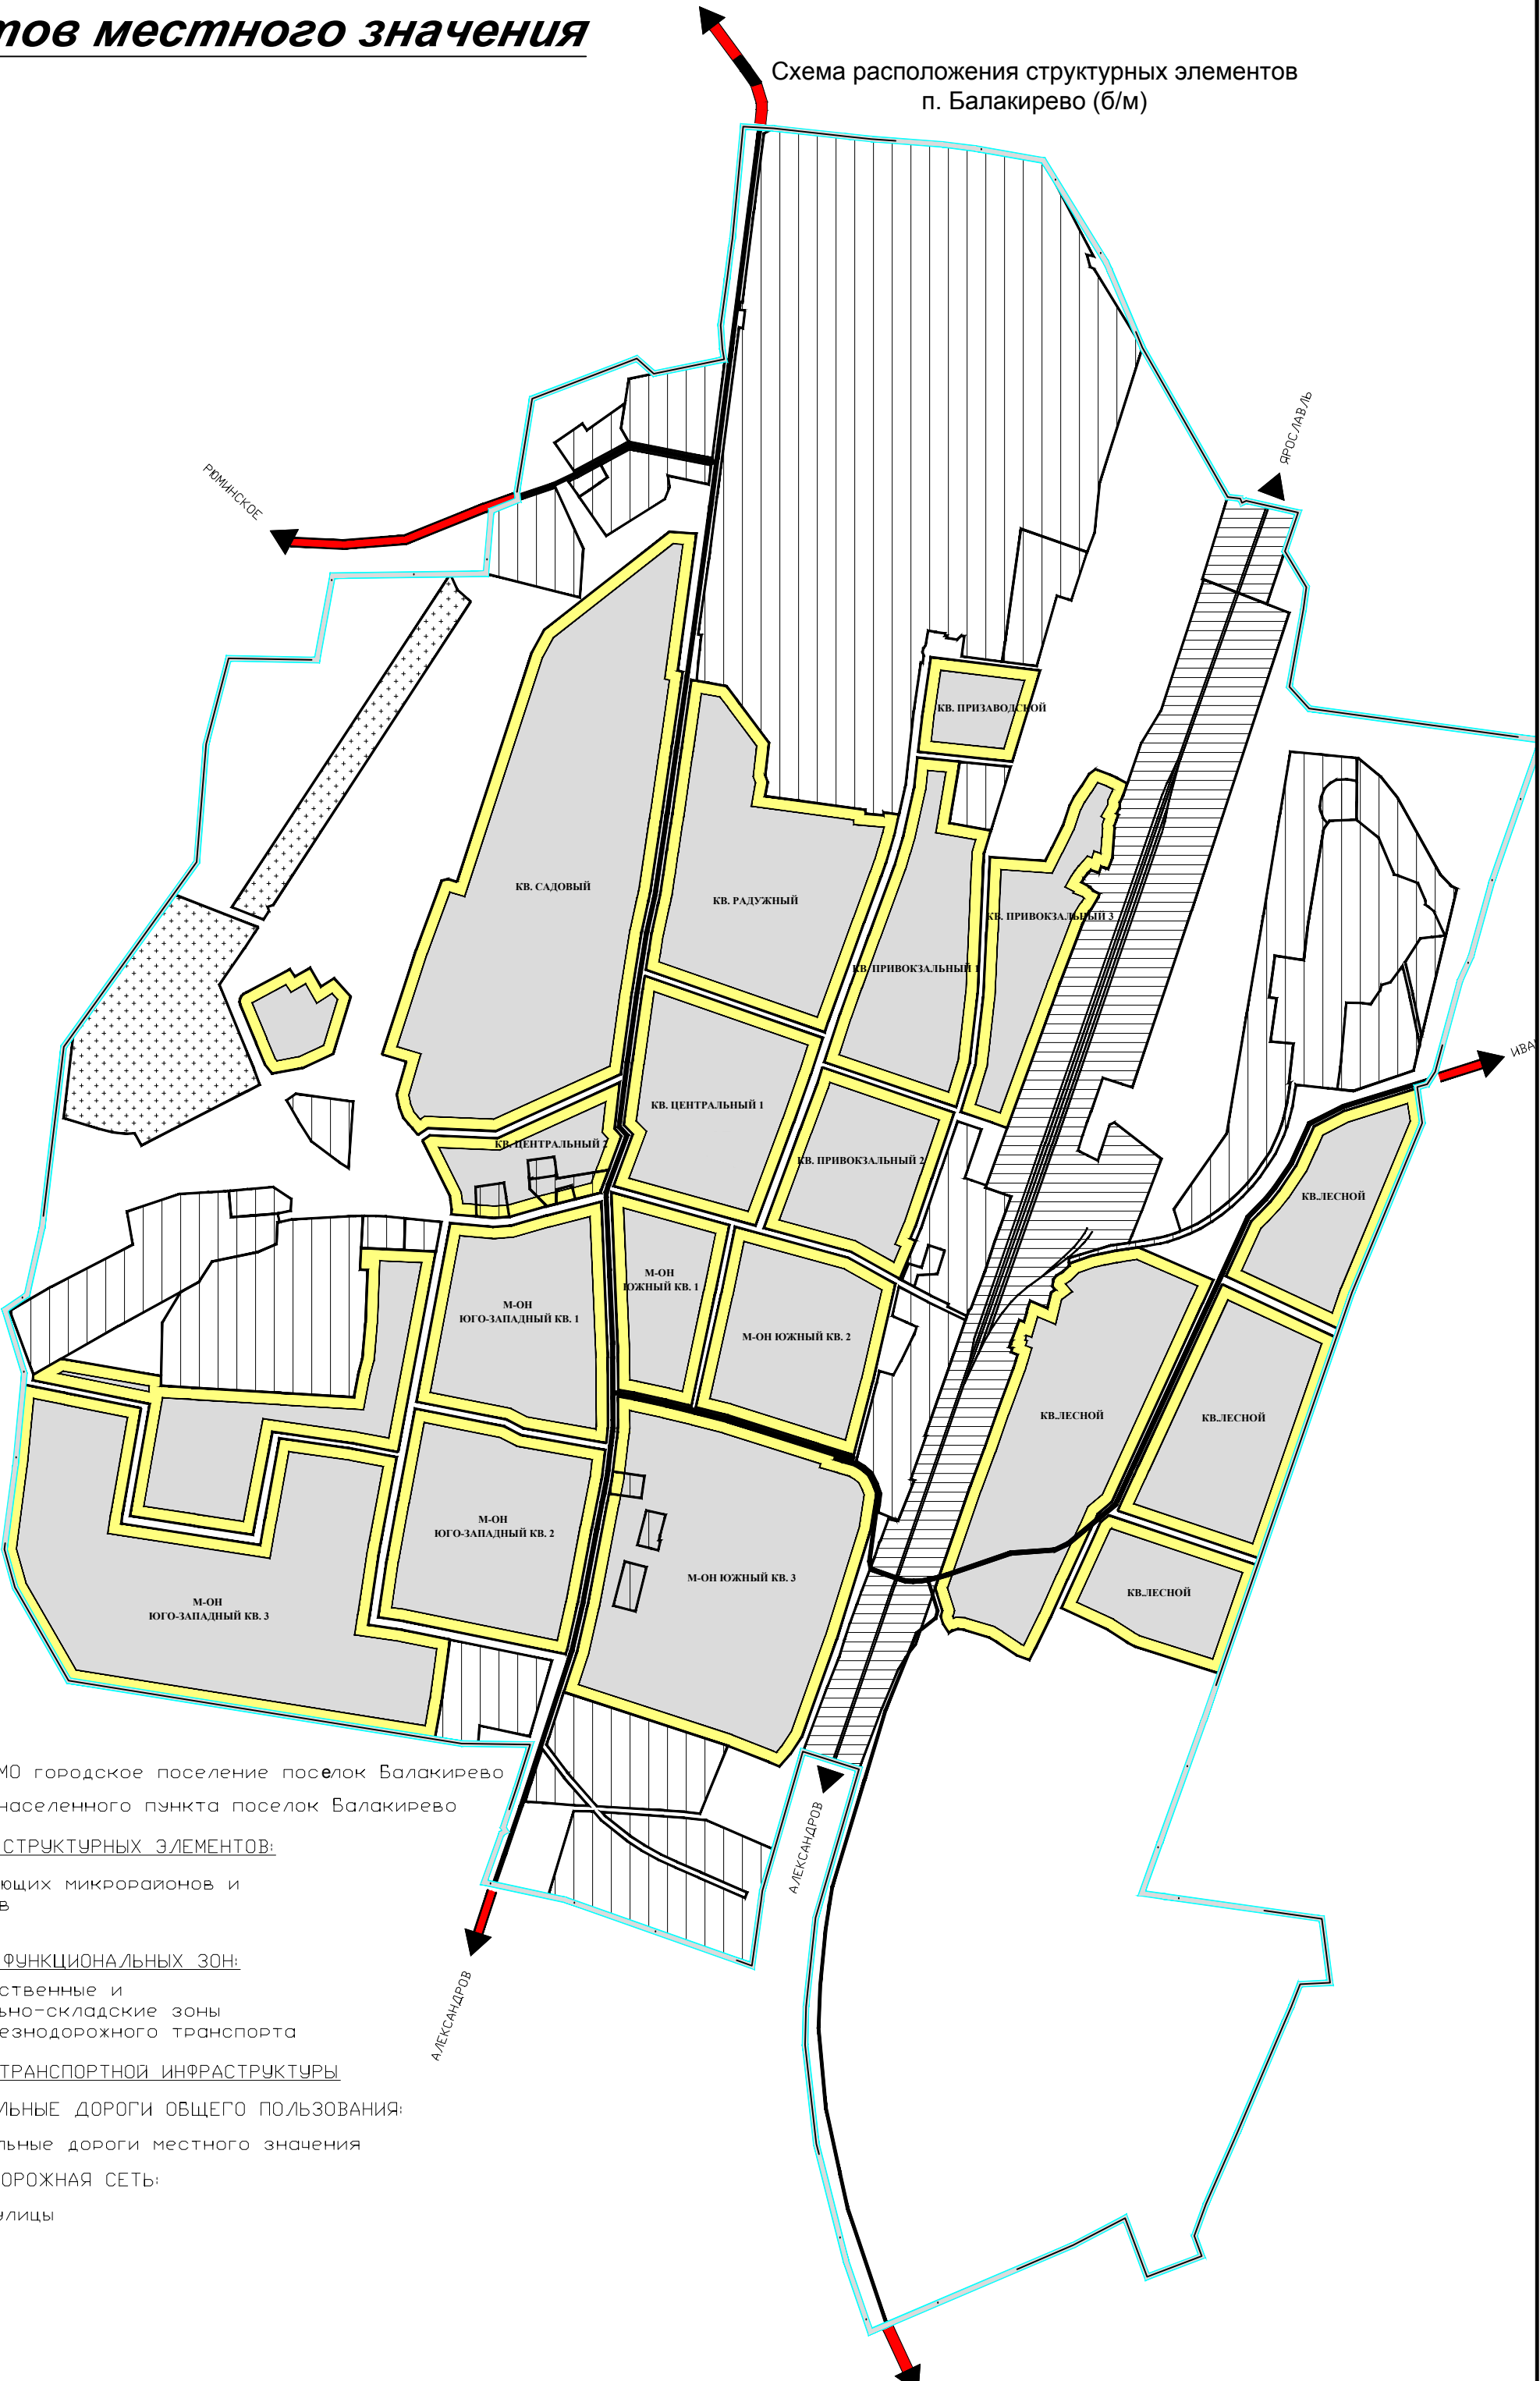 тов местного значения
Схема расположения структурных элементов
п. Балакирево (б/м)
ЯРОСЛАВЛЬ
РЮМИНСКОЕ
КВ. ПРИЗАВОДСКОЙ
КВ. САДОВЫЙ
КВ. РАДУЖНЫЙ
КВ. ПРИВОКЗАЛЬНЫЙ 3
КВ. ПРИВОКЗАЛЬНЫЙ 1
ИВА
КВ. ЦЕНТРАЛЬНЫЙ 1
КВ. ЦЕНТРАЛЬНЫЙ 2
КВ. ПРИВОКЗАЛЬНЫЙ 2
КВ.ЛЕСНОЙ
М-ОН
ЮЖНЫЙ КВ. 1
М-ОН
ЮГО-ЗАПАДНЫЙ КВ. 1
М-ОН ЮЖНЫЙ КВ. 2
КВ.ЛЕСНОЙ
КВ.ЛЕСНОЙ
М-ОН
ЮГО-ЗАПАДНЫЙ КВ. 2
М-ОН ЮЖНЫЙ КВ. 3
КВ.ЛЕСНОЙ
М-ОН
ЮГО-ЗАПАДНЫЙ КВ. 3
МО городское поселение поселок Балакирево
населенного пункта поселок Балакирево
СТРУКТУРНЫХ ЭЛЕМЕНТОВ:
ющих микрорайонов и
в
ФУНКЦИОНАЛЬНЫХ ЗОН:
ственные и
ьно-складские зоны
езнодорожного транспорта
ТРАНСПОРТНОЙ ИНФРАСТРУКТУРЫ
ЛЬНЫЕ ДОРОГИ ОБЩЕГО ПОЛЬЗОВАНИЯ:
льные дороги местного значения
ОРОЖНАЯ СЕТЬ:
улицы
АЛЕКСАНДРОВ
АЛЕКСАНДРОВ